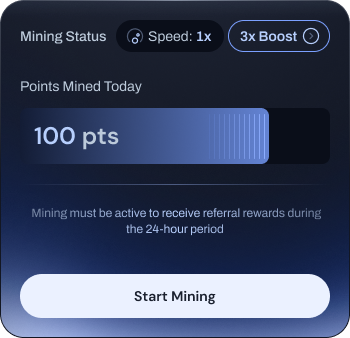 Mining Status Speed: 1x 3x Boost
Points Mined Today
100 pts
Mining must be active to receive referral rewards during
the 24-hour period
Start Mining